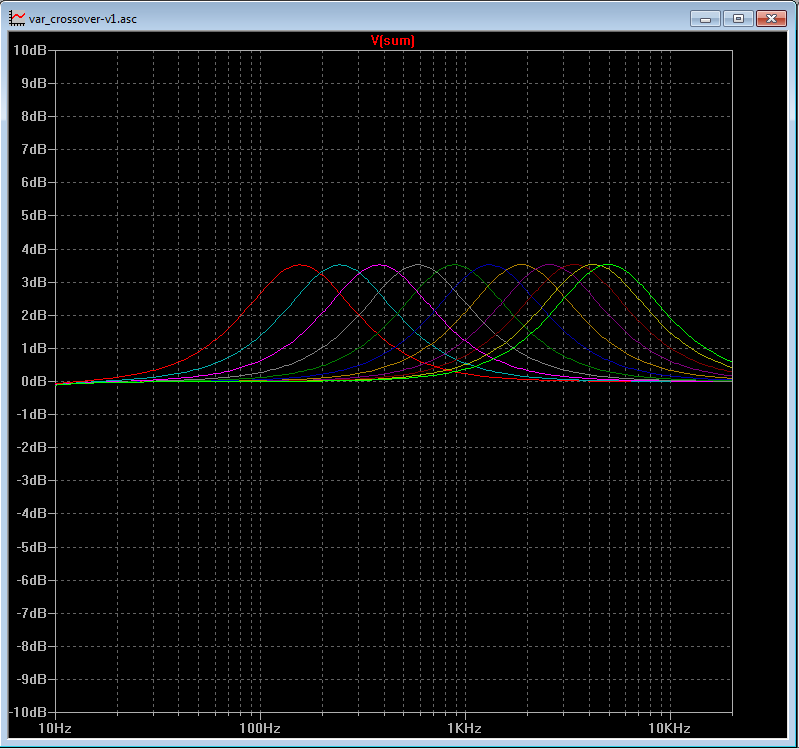 var_crossover-v1.asc
V(sum)
10dB
9dB
8dB
7dB
6dB
5dB
4dB
3dB
2dB
1dB
0dB
-1dB
-2dB
-3dB
-4dB
-5dB
-6dB
-7dB
-8dB
-9dB
-10dB
10Hz 100Hz 1KHz 10KHz